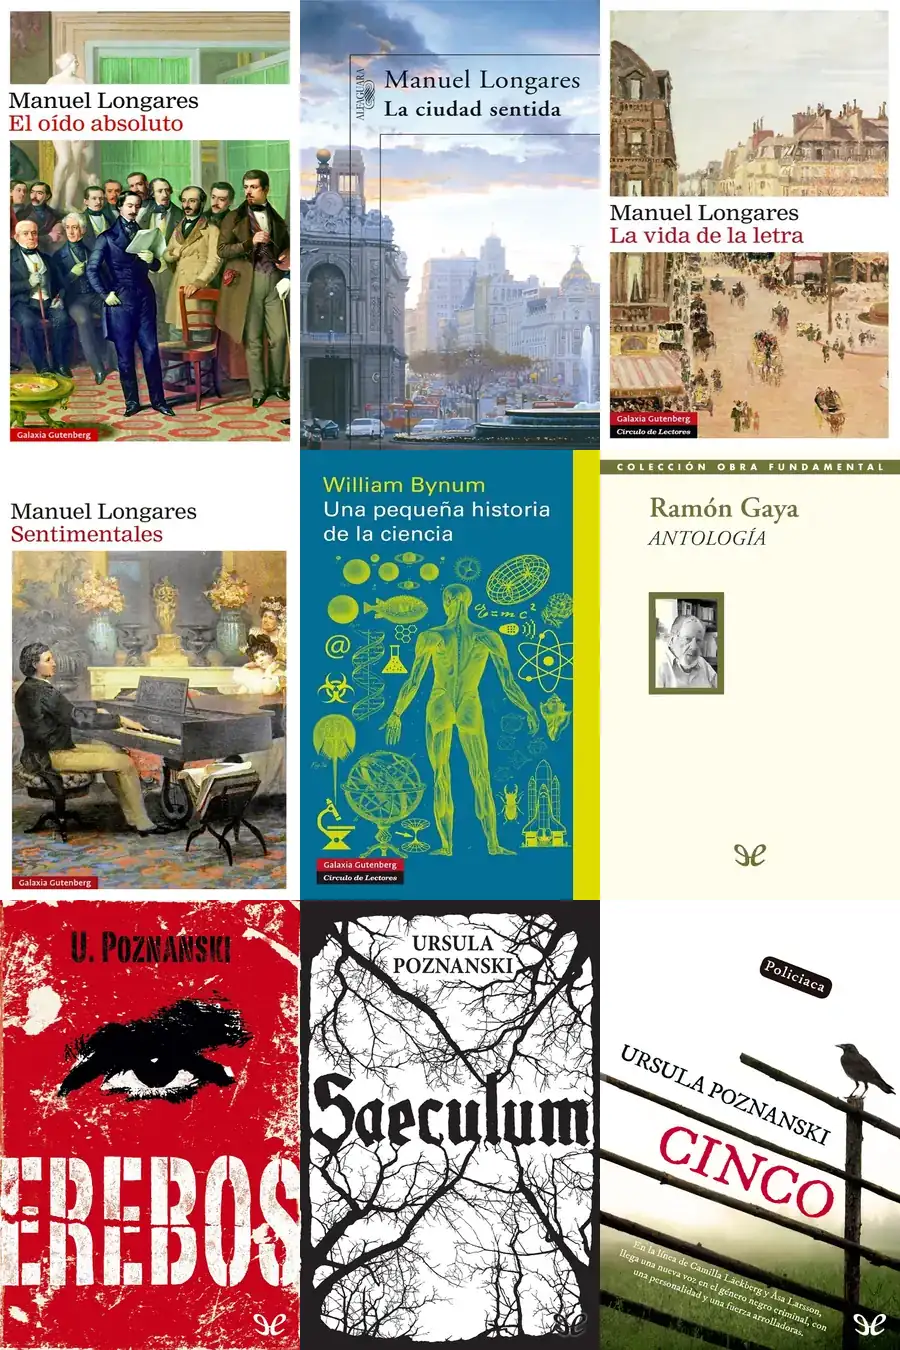 Manuel Longares
El oído absoluto
Galaxia Gutenberg
ALFAGUARA
Manuel Longares
La ciudad sentida
Manuel Longares
La vida de la letra
Galaxia Gutenberg
Círculo de Lectores
Manuel Longares
Sentimentales
Galaxia Gutenberg
William Bynum
Una pequeña historia
de la ciencia
@
e=mc²
Galaxia Gutenberg
Círculo de Lectores
COLECCIÓN OBRA FUNDAMENTAL
Ramón Gaya
ANTOLOGÍA
U. POZNANSKI
EREBOS
URSULA
POZNANSKI
Saeculum
Policiaca
URSULA POZNANSKI
CINCO
En la línea de Camilla Lackberg y Åsa Larsson,
llega una nueva voz en el género negro criminal, con
una personalidad y una fuerza arrolladoras.